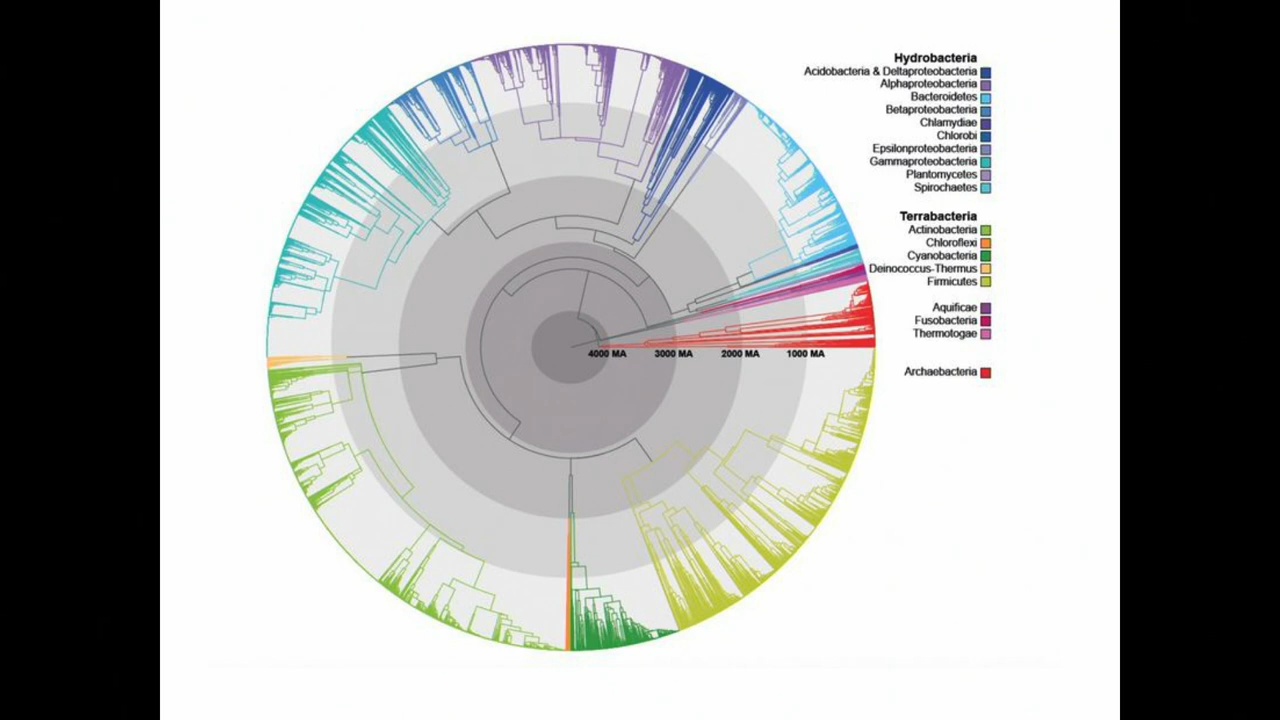 Hydrobacteria
Acidobacteria & Deltaproteobacteria
Alphaproteobacteria
Bacteroidetes
Betaproteobacteria
Chlamydiae
Chlorobi
Epsilonproteobacteria
Gammaproteobacteria
Plantomycetes
Spirochaetes
Terrabacteria
Actinobacteria
Chloroflexi
Cyanobacteria
Deinococcus-Thermus
Firmicutes
Aquificae
Fusobacteria
Thermotogae
Archaebacteria
4000 MA 3000 MA 2000 MA 1000 MA